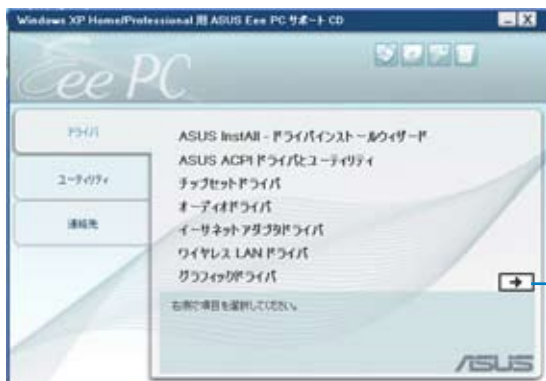 Windows XP Home/Professional 用 ASUS Eee PC サポート CD
Eee PC
ドライバ
ユーティリティ
連絡先
ASUS InstAll - ドライバインストールウィザード
ASUS ACPI ドライバとユーティリティ
チップセットドライバ
オーディオドライバ
イーサネットアダプタドライバ
ワイヤレス LAN ドライバ
グラフィックドライバ
右側で項目を選択してください。
ASUS